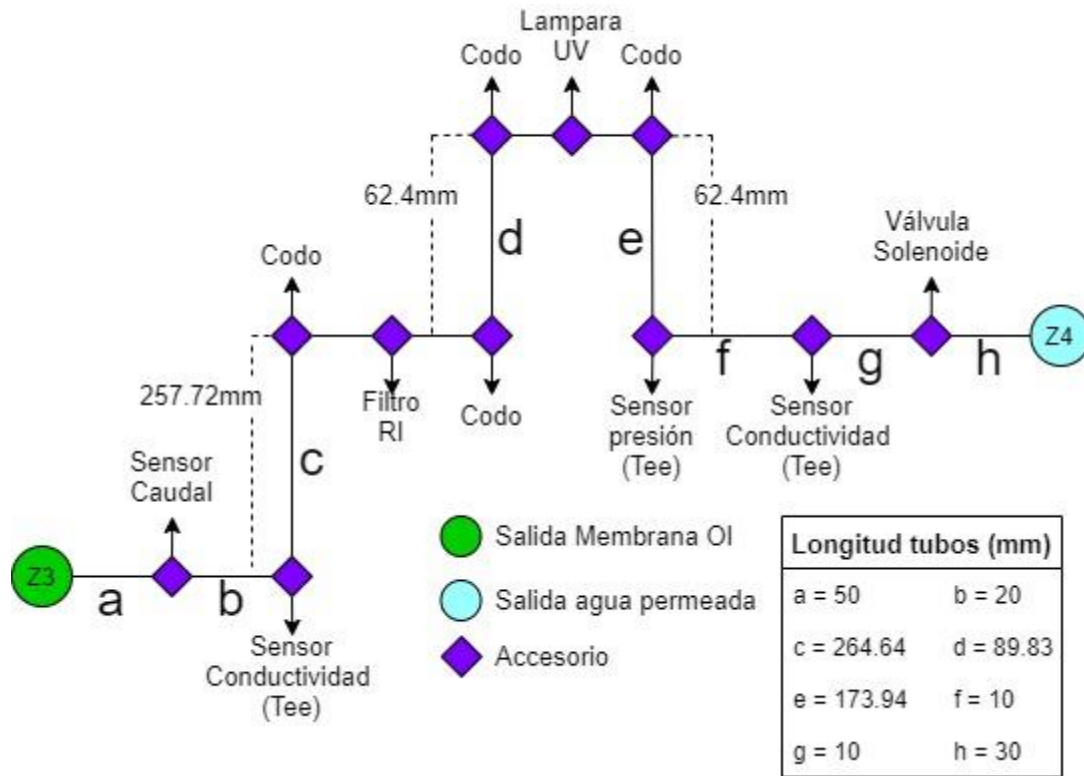 Lampara
UV
Codo
Codo
62.4mm
62.4mm
d
e
Válvula
Solenoide
Codo
Z4
f
g
h
257.72mm
Filtro
RI
Codo
Sensor
presión
(Tee)
Sensor
Conductividad
(Tee)
c
Sensor
Caudal
Z3
a
b
Sensor
Conductividad
(Tee)
Salida Membrana OI
Salida agua permeada
Accesorio
Longitud tubos (mm)
a = 50 b = 20
c = 264.64 d = 89.83
e = 173.94 f = 10
g = 10 h = 30